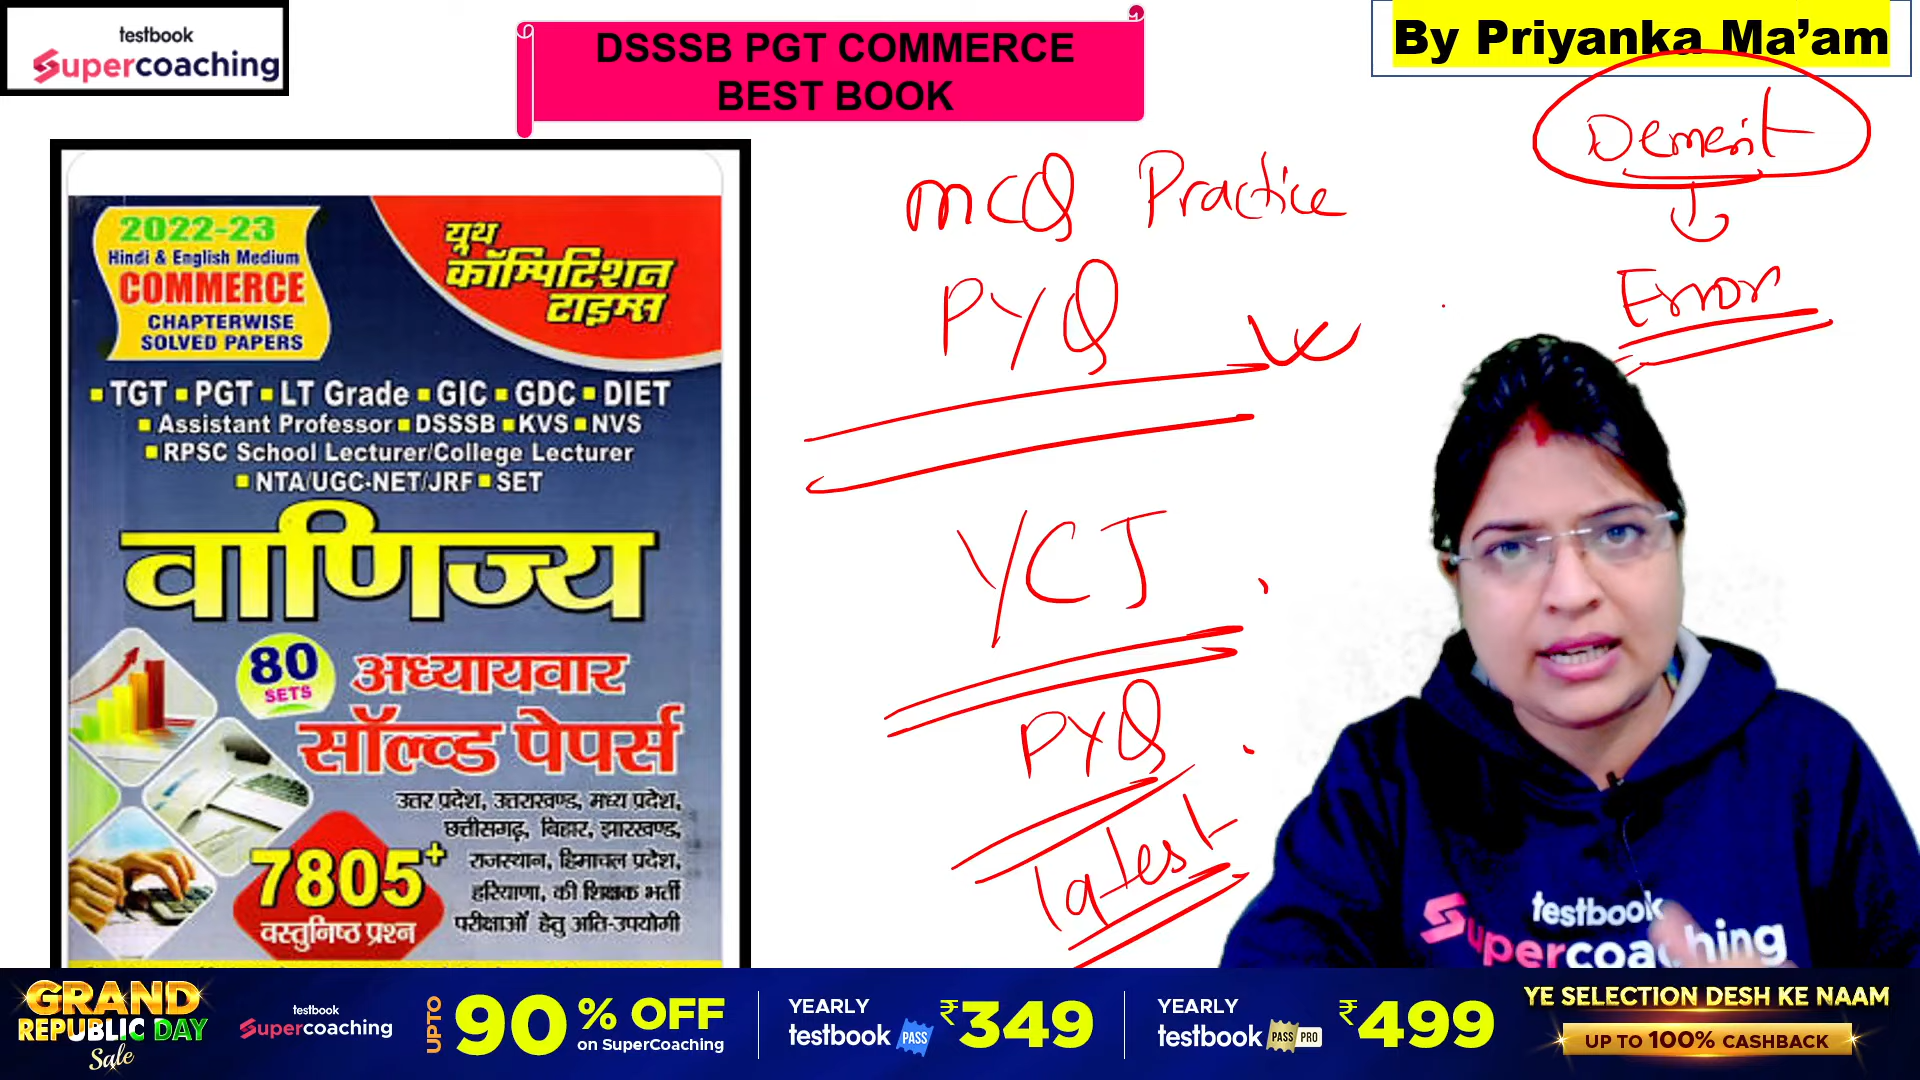 testbook
Supercoaching
DSSSB PGT COMMERCE
BEST BOOK
By Priyanka Ma’am
Demerit
Error
MCQ Practice
PYQ
YCT
PYQ
latest
2022-23
Hindi & English Medium
COMMERCE
CHAPTERWISE
SOLVED PAPERS
यूथ
कॉम्पिटिशन
टाइम्स
TGT ▪ PGT ▪ LT Grade ▪ GIC ▪ GDC ▪ DIET
Assistant Professor ▪ DSSSB ▪ KVS ▪ NVS
RPSC School Lecturer/College Lecturer
NTA/UGC-NET/JRF ▪ SET
वाणिज्य
80
SETS
अध्यायवार
सॉल्व्ड पेपर्स
उत्तर प्रदेश, उत्तराखण्ड, मध्य प्रदेश,
छत्तीसगढ़, बिहार, झारखण्ड,
राजस्थान, हिमाचल प्रदेश,
हरियाणा, की शिक्षक भर्ती
परीक्षाओं हेतु अति-उपयोगी
7805+
वस्तुनिष्ठ प्रश्न
testbook
Supercoaching
GRAND
REPUBLIC DAY
Sale
testbook
Supercoaching
UPTO 90% OFF
on SuperCoaching
YEARLY
testbook PASS
₹349
YEARLY
testbook PASS PRO
₹499
YE SELECTION DESH KE NAAM
UP TO 100% CASHBACK